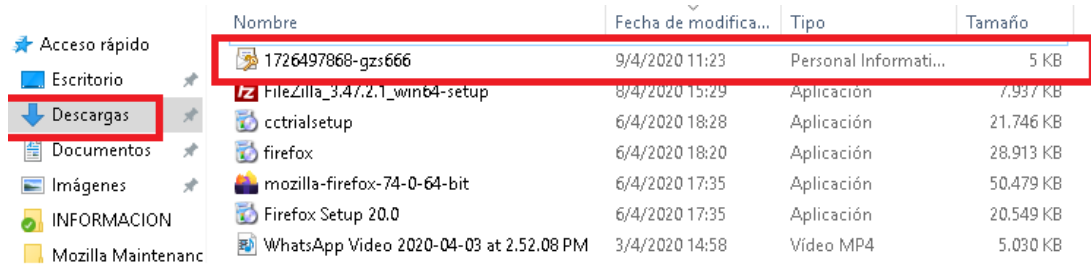 Nombre Fecha de modifica... Tipo Tamaño
Acceso rápido
1726497868-gzs666 9/4/2020 11:23 Personal Informati... 5 KB
Escritorio
FileZilla_3.47.2.1_win64-setup 8/4/2020 15:29 Aplicación 7.937 KB
Descargas
cctrialsetup 6/4/2020 18:28 Aplicación 21.746 KB
Documentos
firefox 6/4/2020 18:20 Aplicación 28.913 KB
Imágenes
mozilla-firefox-74-0-64-bit 6/4/2020 17:35 Aplicación 50.479 KB
INFORMACION
Firefox Setup 20.0 6/4/2020 17:35 Aplicación 20.549 KB
Mozilla Maintenanc
WhatsApp Video 2020-04-03 at 2.52.08 PM 3/4/2020 14:58 Vídeo MP4 5.030 KB